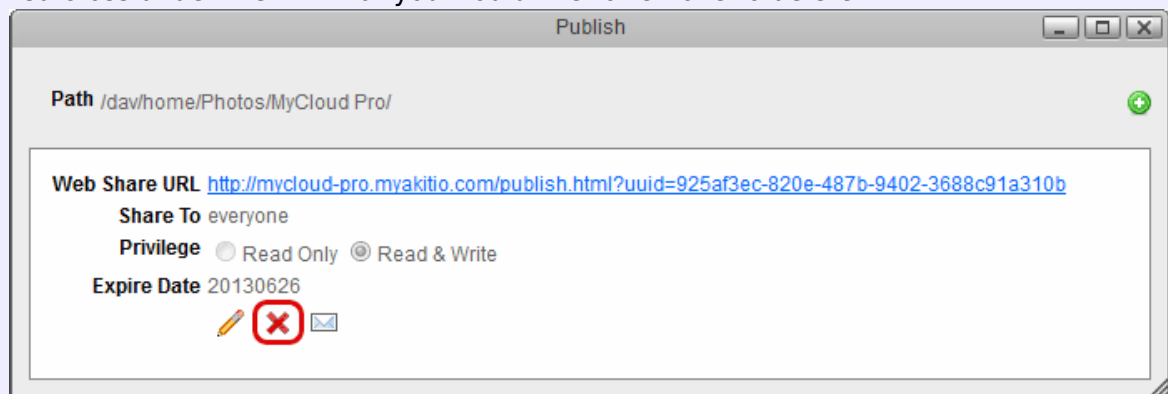 Publish
Path /dav/home/Photos/MyCloud Pro/
Web Share URL http://mycloud-pro.myakitio.com/publish.html?uuid=925af3ec-820e-487b-9402-3688c91a310b
Share To everyone
Privilege Read Only Read & Write
Expire Date 20130626